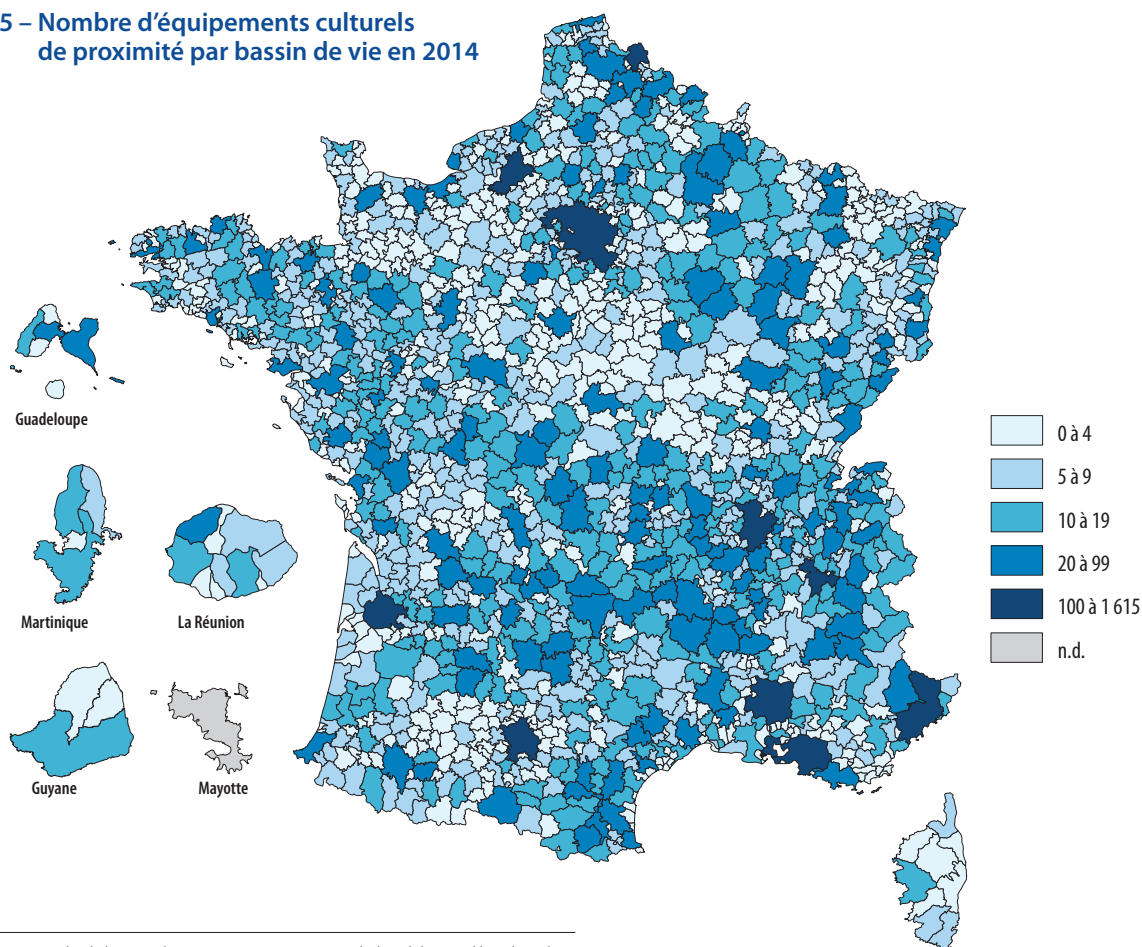 5 – Nombre d'équipements culturels
de proximité par bassin de vie en 2014
Guadeloupe
Martinique
La Réunion
Guyane
Mayotte
0 à 4
5 à 9
10 à 19
20 à 99
100 à 1 615
n.d.